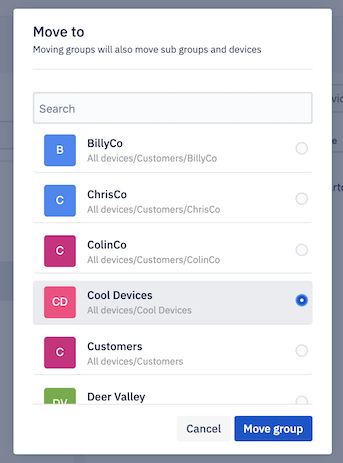 Move to
Moving groups will also move sub groups and devices
Search
B
BillyCo
All devices/Customers/BillyCo
C
ChrisCo
All devices/Customers/ChrisCo
C
ColinCo
All devices/Customers/ColinCo
CD
Cool Devices
All devices/Cool Devices
C
Customers
All devices/Customers
DV
Deer Valley
Cancel
Move group